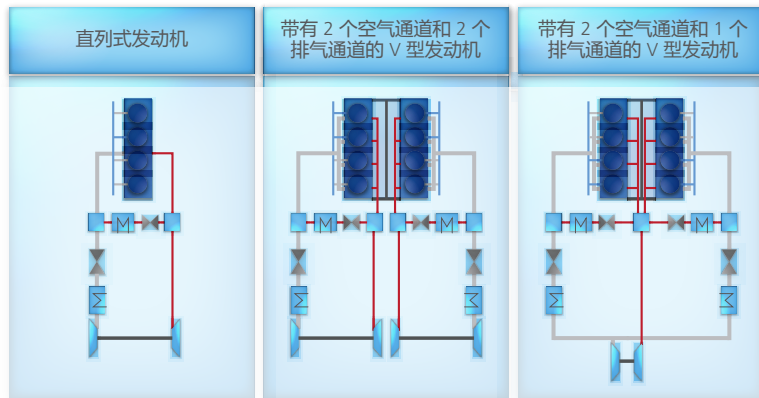 直列式发动机
带有 2 个空气通道和 2 个
排气通道的 V 型发动机
带有 2 个空气通道和 1 个
排气通道的 V 型发动机